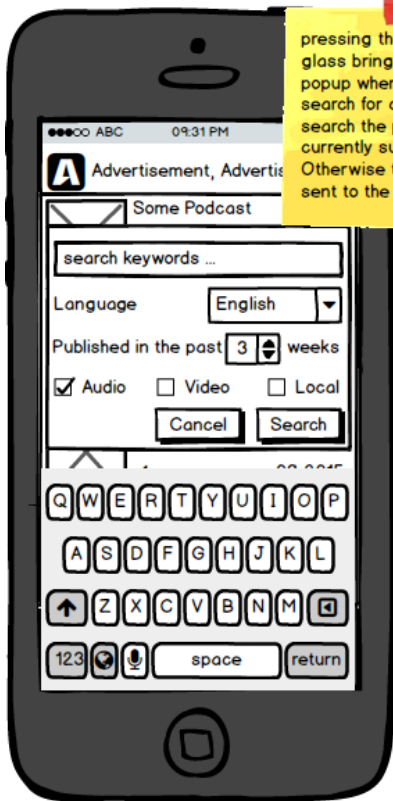 pressing th
glass bring
popup when
search for
search the
currently su
Otherwise
sent to the
ABC 09:31 PM
A Advertisement, Advertis
Some Podcast
search keywords ...
Language English
Published in the past 3 weeks
Audio Video Local
Cancel Search
Q W E R T Y U I O P
A S D F G H J K L
Z X C V B N M
123 space return